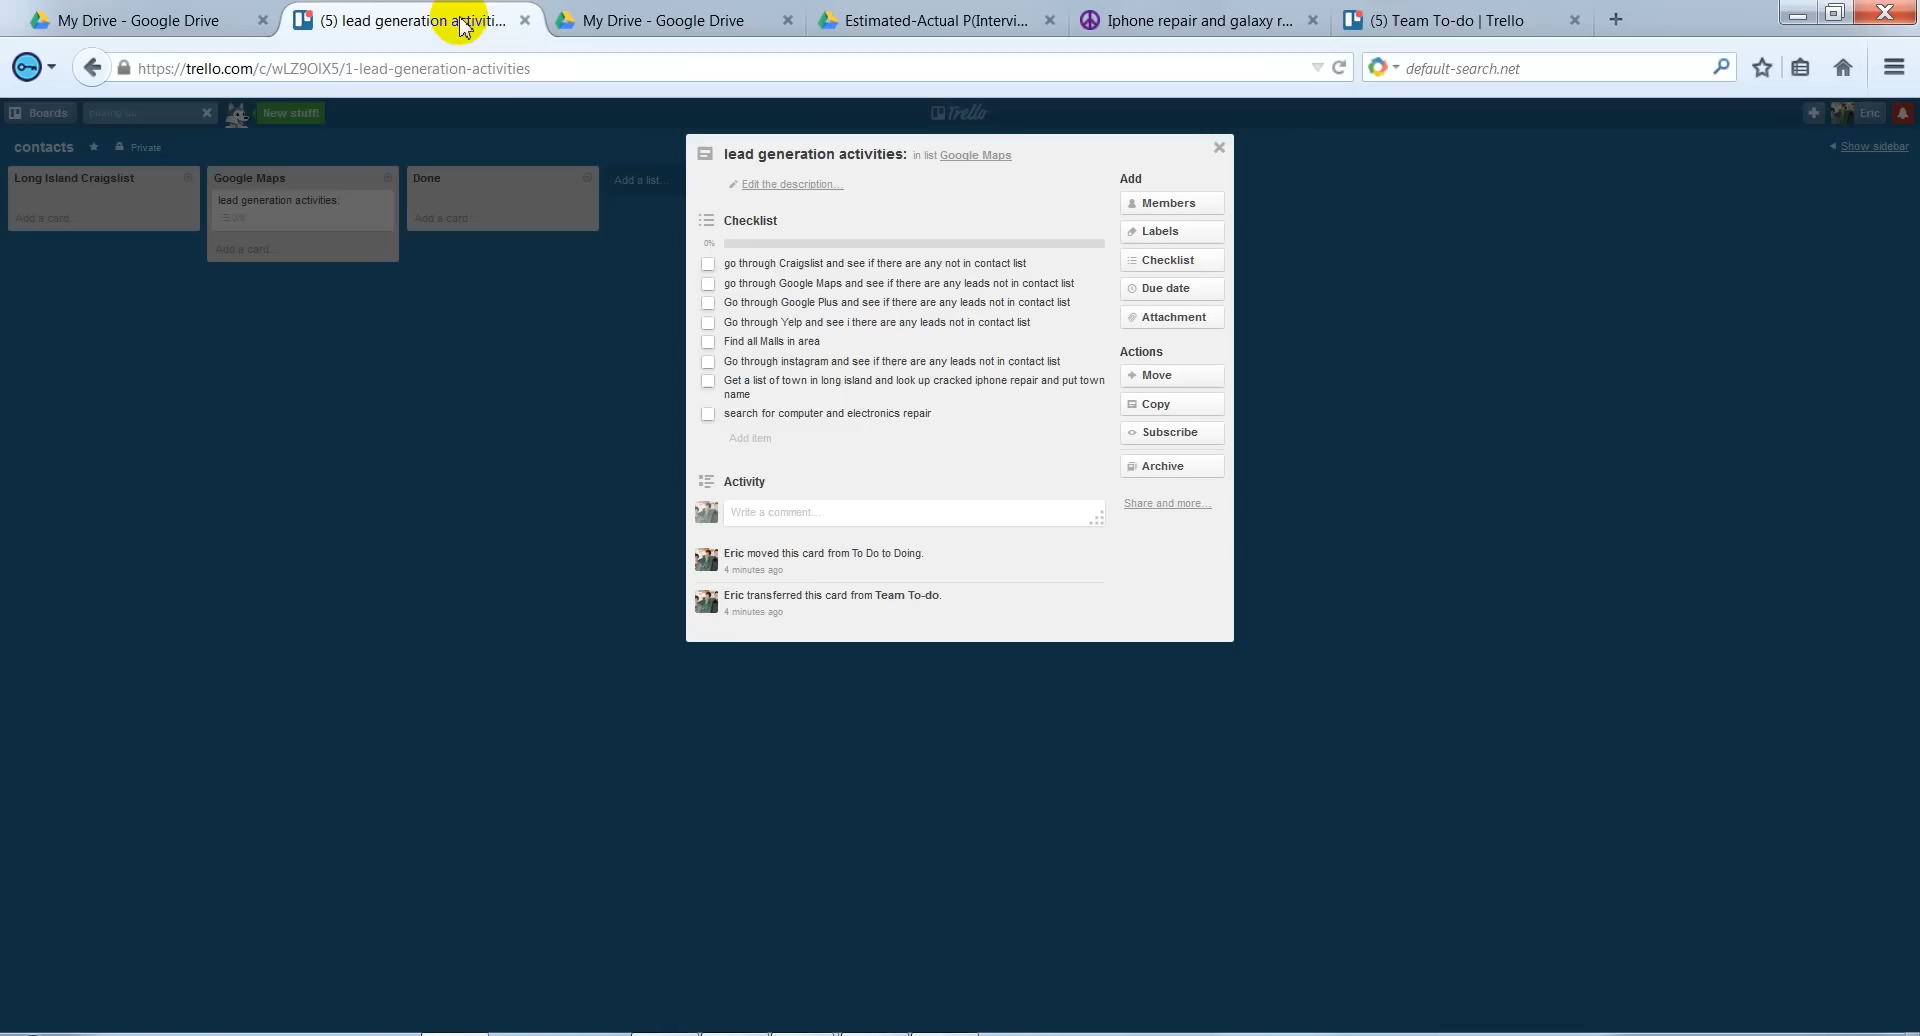 My Drive - Google Drive
(5) lead generation activiti...
My Drive - Google Drive
Estimated-Actual P(Intervi...
Iphone repair and galaxy r...
(5) Team To-do | Trello
https://trello.com/c/wLZ9OlX5/1-lead-generation-activities
default-search.net
Boards
New stuff!
Trello
Eric
contacts
Private
Show sidebar
Long Island Craigslist
Add a card...
Google Maps
lead generation activities:
0%
Add a card...
Done
Add a card...
Add a list...
lead generation activities: in list Google Maps
Edit the description...
Checklist
0%
go through Craigslist and see if there are any not in contact list
go through Google Maps and see if there are any leads not in contact list
Go through Google Plus and see if there are any leads not in contact list
Go through Yelp and see i there are any leads not in contact list
Find all Malls in area
Go through instagram and see if there are any leads not in contact list
Get a list of town in long island and look up cracked iphone repair and put town
name
search for computer and electronics repair
Add item
Activity
Write a comment...
Eric moved this card from To Do to Doing.
4 minutes ago
Eric transferred this card from Team To-do.
4 minutes ago
Add
Members
Labels
Checklist
Due date
Attachment
Actions
Move
Copy
Subscribe
Archive
Share and more...